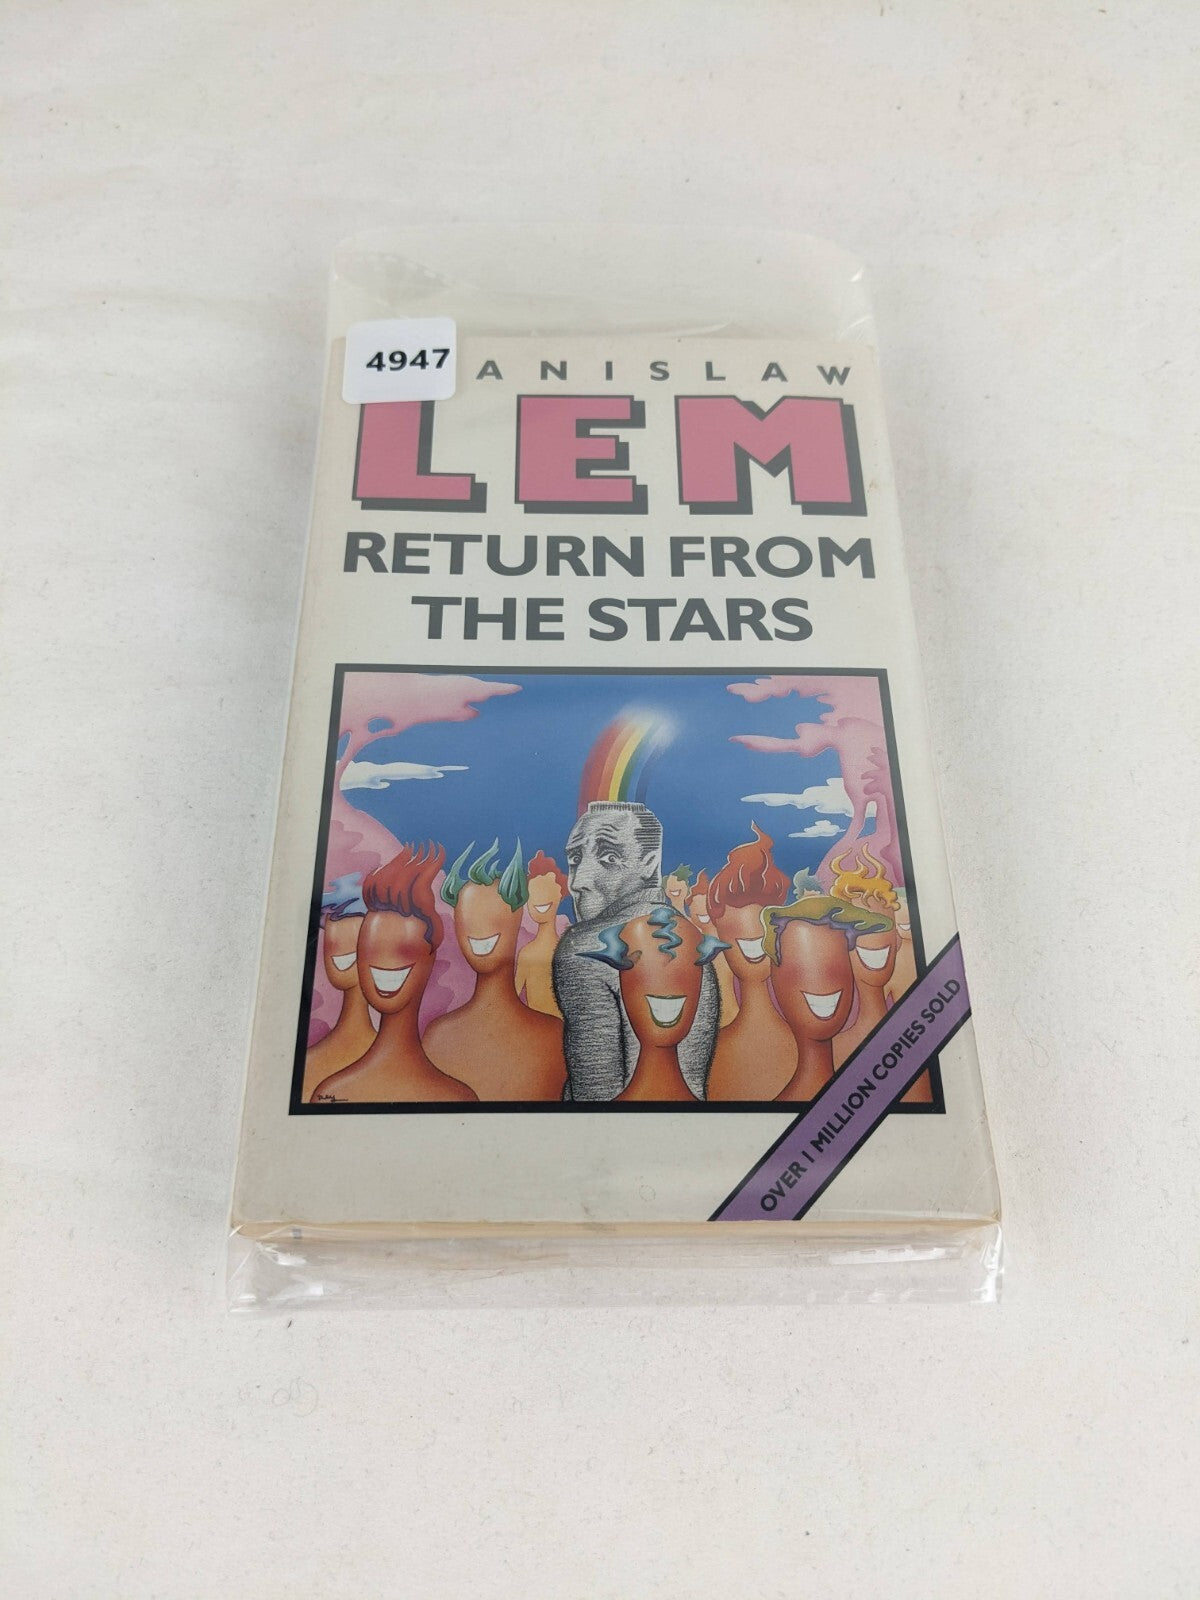 4947
ANISLAW
LEM
RETURN FROM
THE STARS
OVER 1 MILLION COPIES SOLD